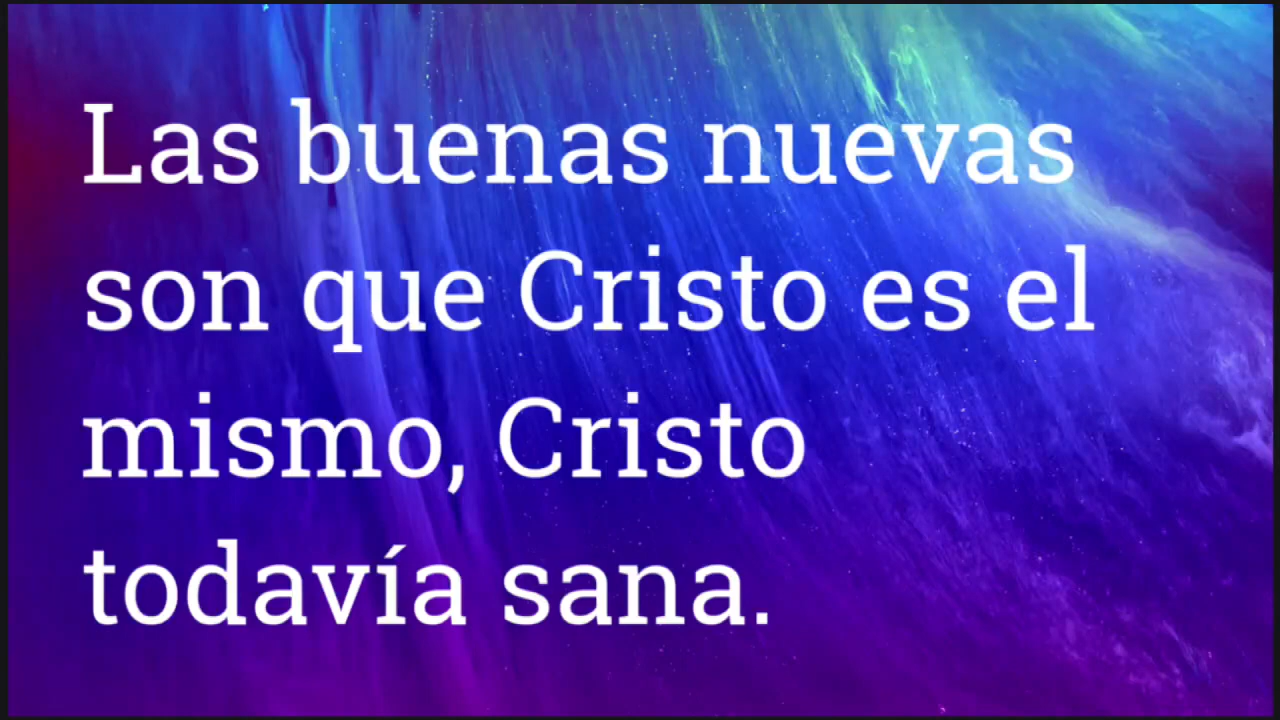 Las buenas nuevas
son que Cristo es el
mismo, Cristo
todavía sana.